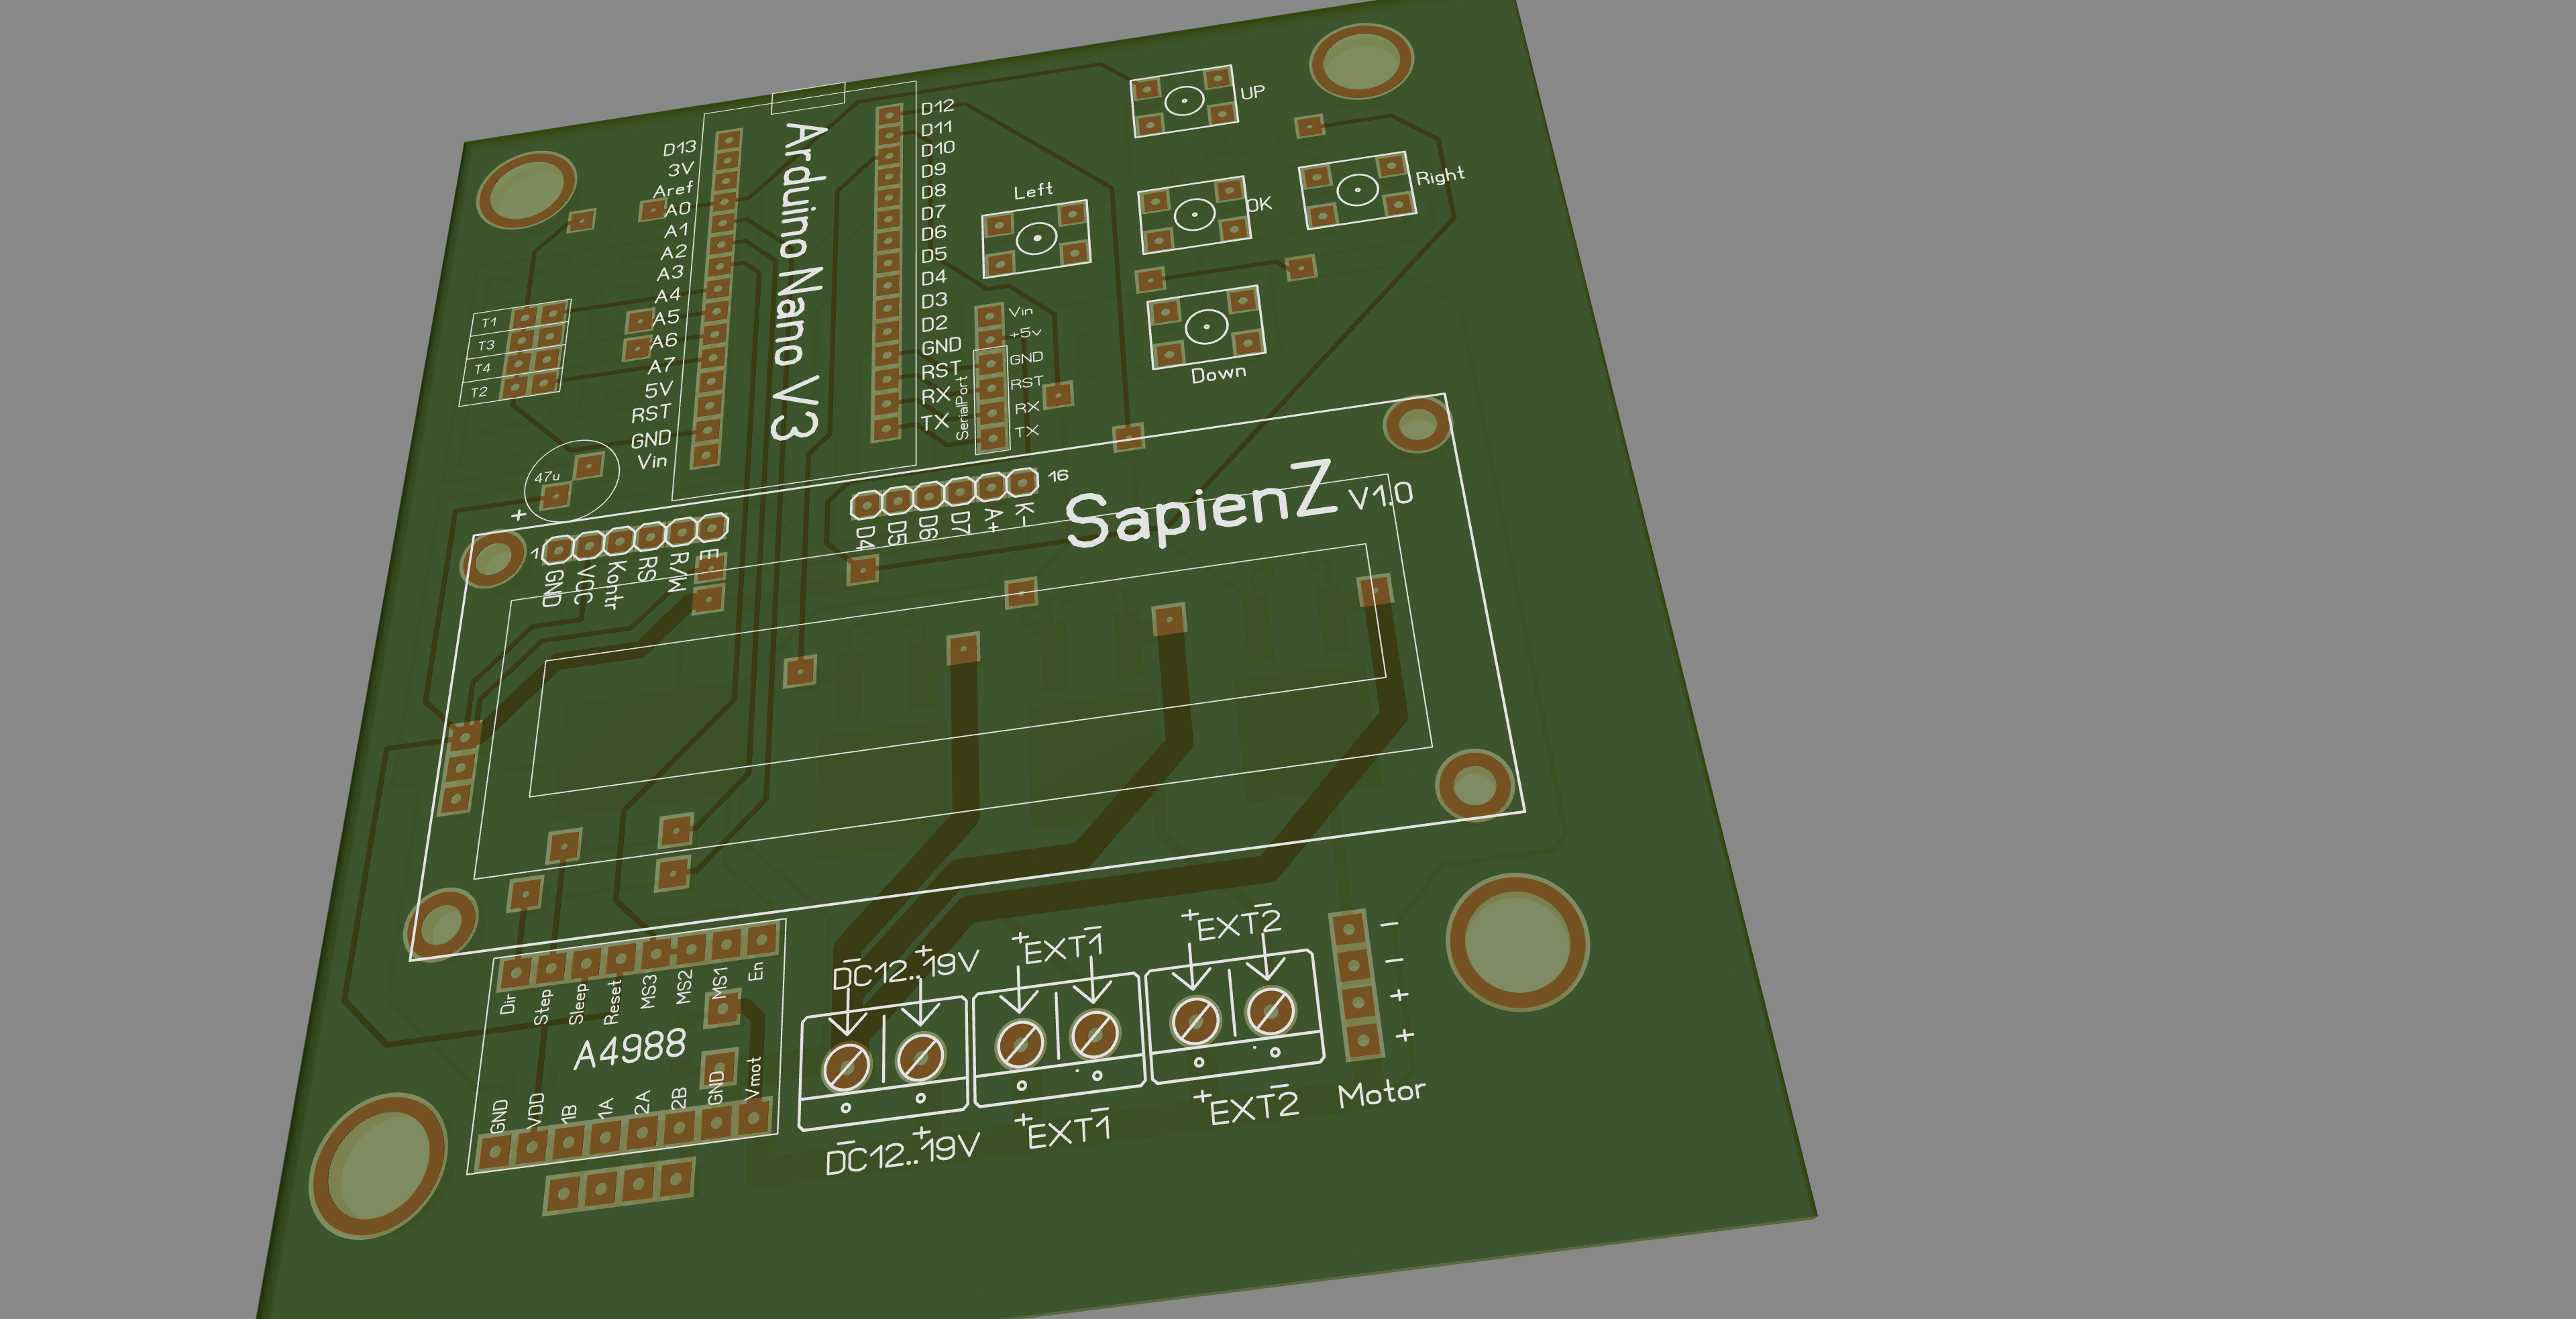 UP
D12
D11
D10
D9
D8
D7
D6
D5
D4
D3
D2
GND
RST
RX
TX
D13
3V
Aref
A0
A1
A2
A3
A4
A5
A6
A7
5V
RST
GND
Vin
Arduino Nano V3
Left
OK
Right
Down
Vin
+5v
GND
RST
RX
TX
SerialPort
T1
T3
T4
T2
47u
+
1
GND
VCC
Kontr
RS
R/W
E
16
D4
D5
D6
D7
A+
K-
SapienZ V1.0
Dir
Step
Sleep
Reset
MS3
MS2
MS1
En
A4988
GND
VDD
1B
1A
2A
2B
GND
Vmot
- +
DC12..19V
+ -
EXT1
+ -
EXT2
-
-
+
+
Motor
- +
DC12..19V
+ -
EXT1
+ -
EXT2